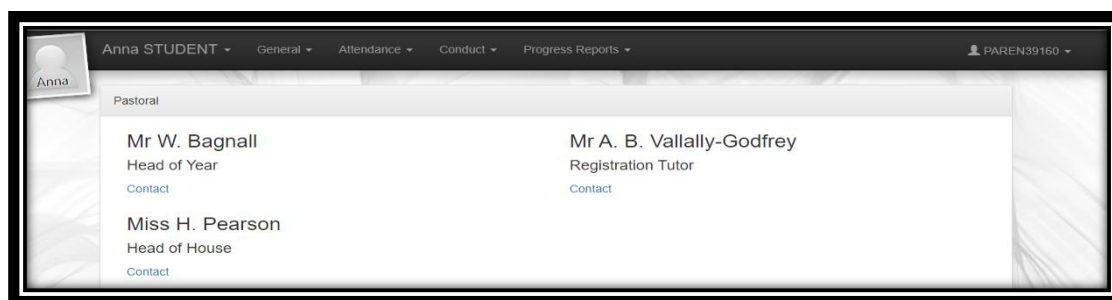 Anna STUDENT General Attendance Conduct Progress Reports PAREN39160
Anna
Pastoral
Mr W. Bagnall
Head of Year
Contact
Mr A. B. Vallally-Godfrey
Registration Tutor
Contact
Miss H. Pearson
Head of House
Contact